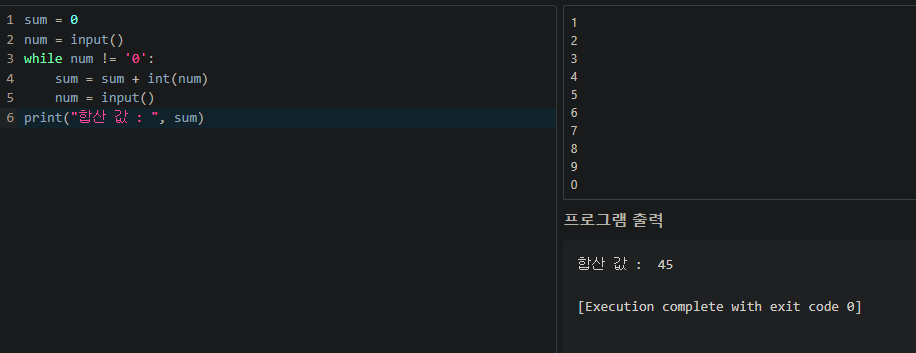 1 sum = 0
2 num = input()
3 while num != '0':
4     sum = sum + int(num)
5     num = input()
6 print("합산 값 : ", sum)
1
2
3
4
5
6
7
8
9
0
프로그램 출력
합산 값 :  45
[Execution complete with exit code 0]